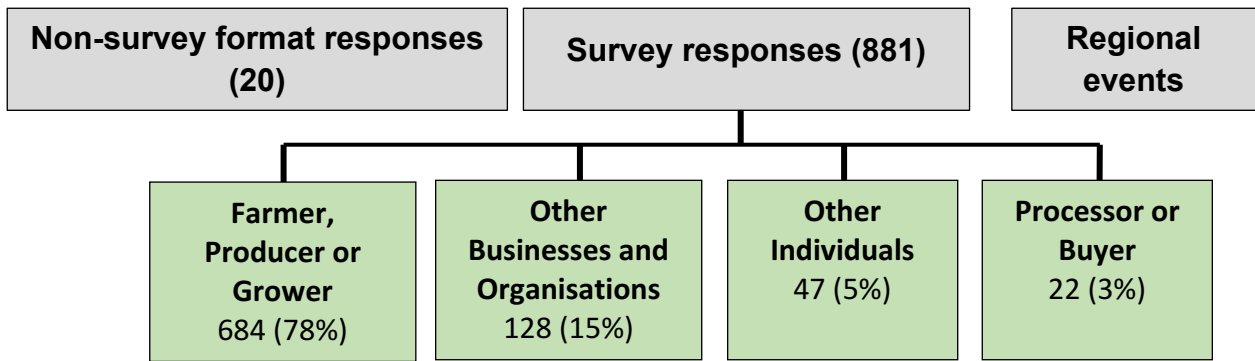 Non-survey format responses
(20)
Survey responses (881)
Regional
events
Farmer,
Producer or
Grower
684 (78%)
Other
Businesses and
Organisations
128 (15%)
Other
Individuals
47 (5%)
Processor or
Buyer
22 (3%)